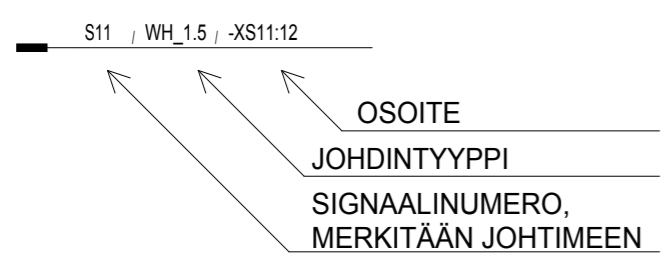 S11 / WH_1.5 / -XS11:12
OSOITE
JOHDINTYYPPI
SIGNAALINUMERO,
MERKITÄÄN JOHTIMEEN